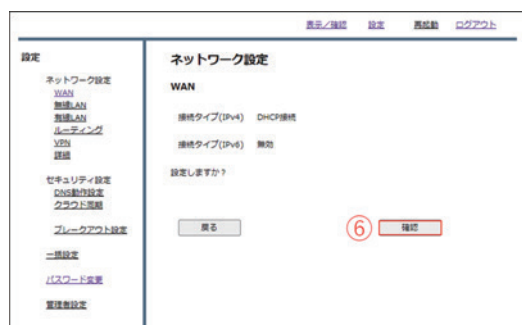 表示／確認 設定 再起動 ログアウト
設定
ネットワーク設定
WAN
無線LAN
有線LAN
ルーティング
VPN
詳細
セキュリティ設定
DNS動作設定
クラウド同期
ブレークアウト設定
一括設定
パスワード変更
管理者設定
ネットワーク設定
WAN
接続タイプ(IPv4) DHCP接続
接続タイプ(IPv6) 無効
設定しますか？
戻る ⑥ 確認